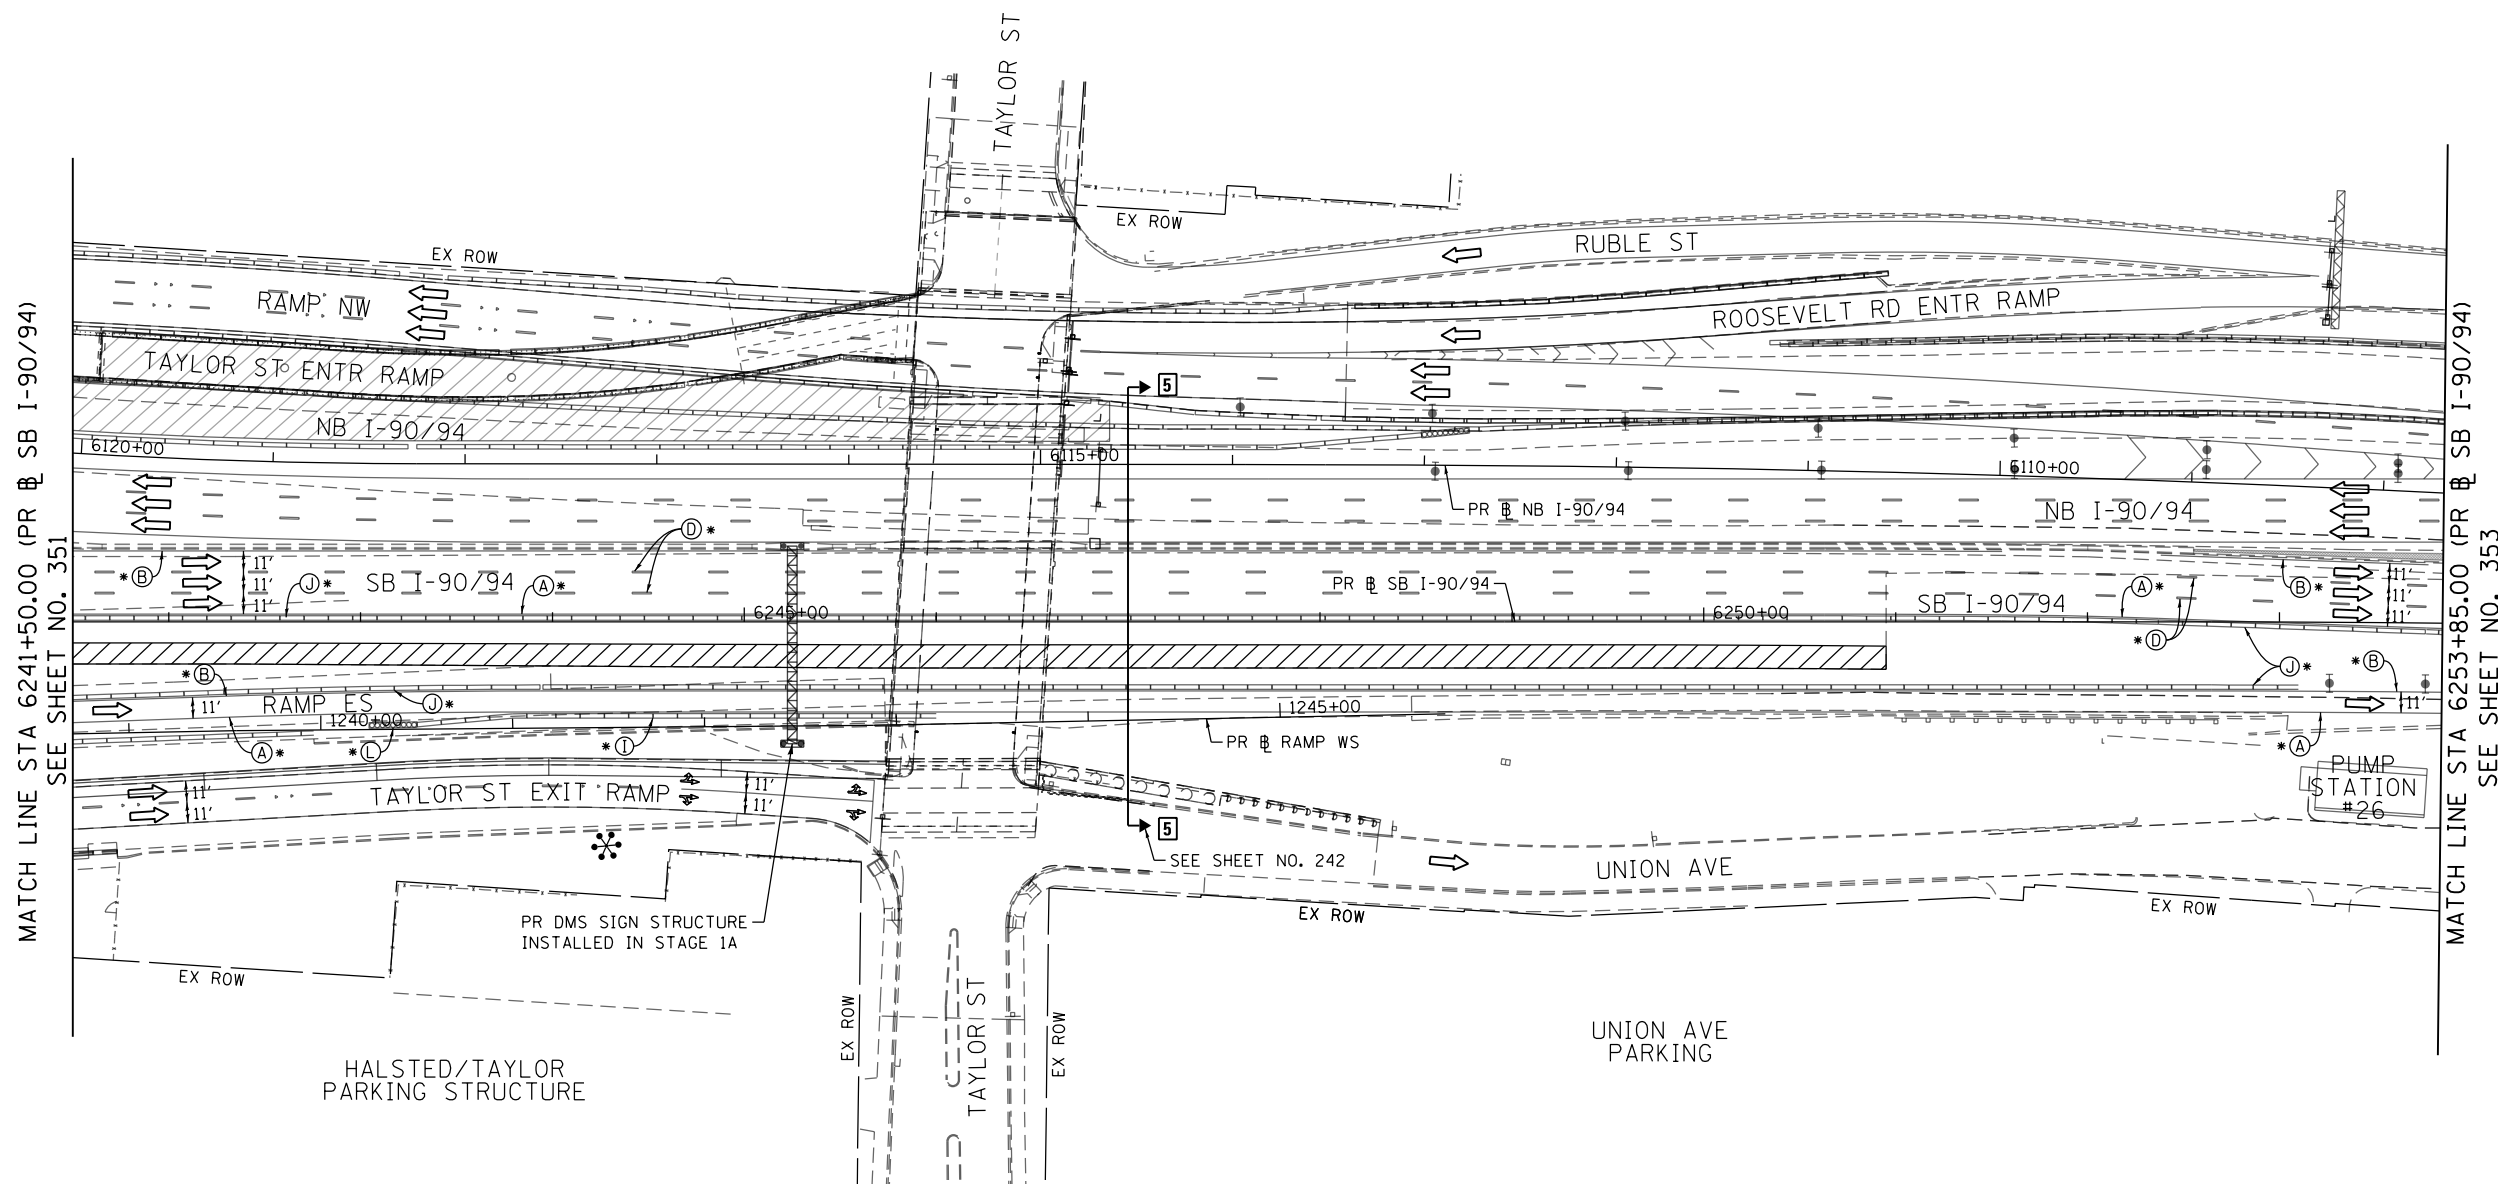 TAYLOR ST
MATCH LINE STA 6241+50.00 (PR BL SB I-90/94)
SEE SHEET NO. 351
EX ROW
EX ROW
RUBLE ST
RAMP NW
ROOSEVELT RD ENTR RAMP
TAYLOR ST ENTR RAMP
5
NB I-90/94
6120+00
6115+00
6110+00
PR BL NB I-90/94
NB I-90/94
D*
*B
11'
11'
11'
J*
SB I-90/94
A*
PR BL SB I-90/94
6245+00
6250+00
SB I-90/94
A*
B*
11'
11'
11'
*D
*B
RAMP ES
11'
J*
1240+00
A*
*L
*I
1245+00
PR BL RAMP WS
J*
*B
11'
*A
PUMP
STATION
#26
TAYLOR ST EXIT RAMP
11'
11'
11'
11'
5
SEE SHEET NO. 242
UNION AVE
PR DMS SIGN STRUCTURE
INSTALLED IN STAGE 1A
EX ROW
EX ROW
EX ROW
EX ROW
TAYLOR ST
EX ROW
HALSTED/TAYLOR
PARKING STRUCTURE
UNION AVE
PARKING
MATCH LINE STA 6253+85.00 (PR BL SB I-90/94)
SEE SHEET NO. 353